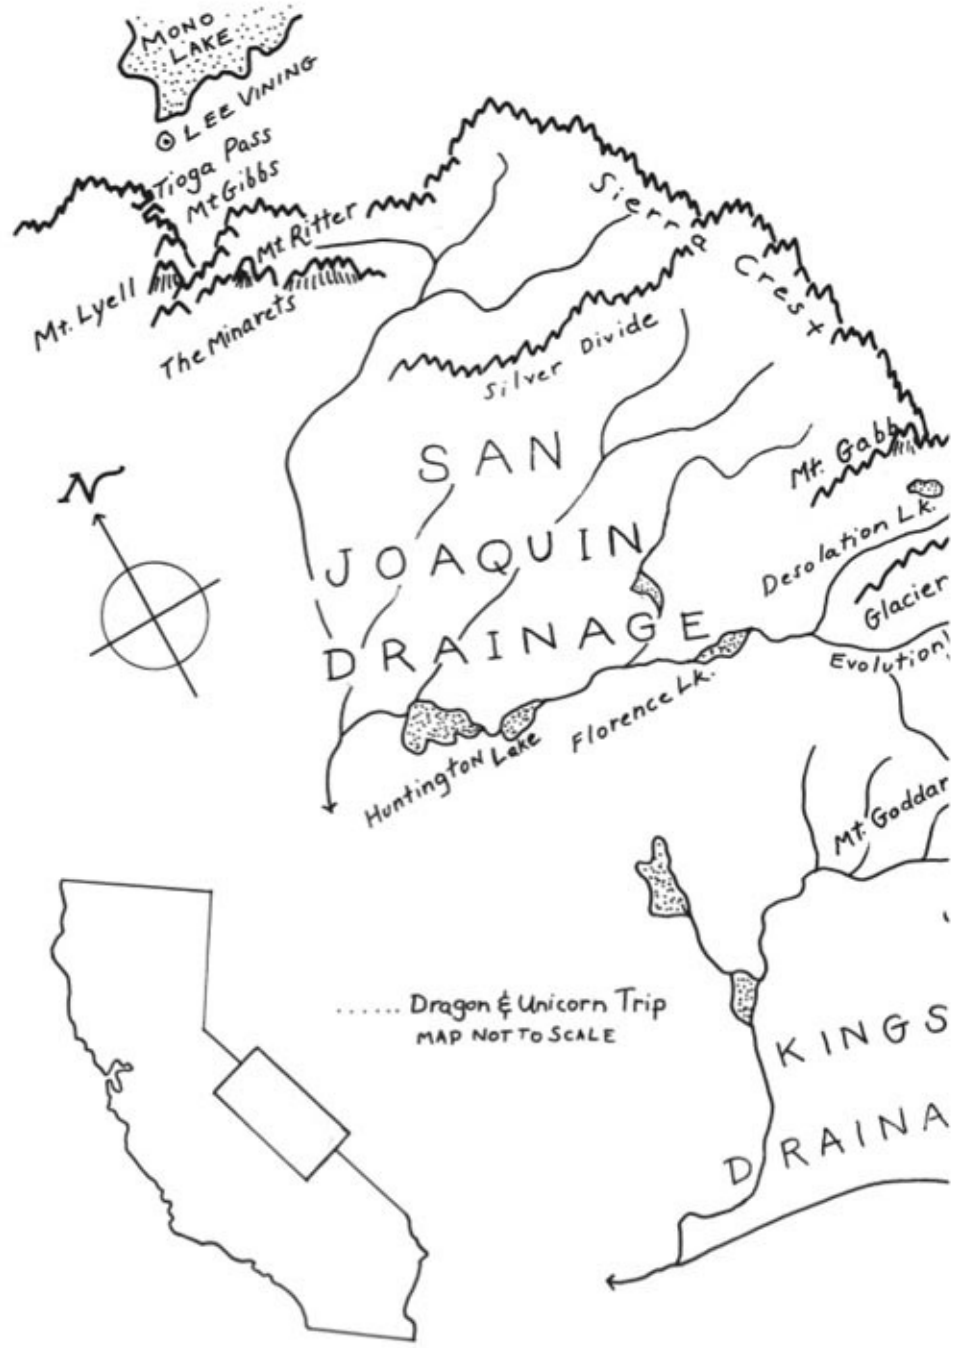 MONO
LAKE
LEE VINING
Tioga Pass
Mt Gibbs
Mt. Ritter
Mt. Lyell
The Minarets
Sierra Crest
Silver Divide
N
SAN
JOAQUIN
DRAINAGE
Mt. Gabb
Desolation Lk.
Glacier
Evolution
Florence Lk.
Huntington Lake
Mt. Goddar
...... Dragon & Unicorn Trip
MAP NOT TO SCALE
KINGS
DRAINA